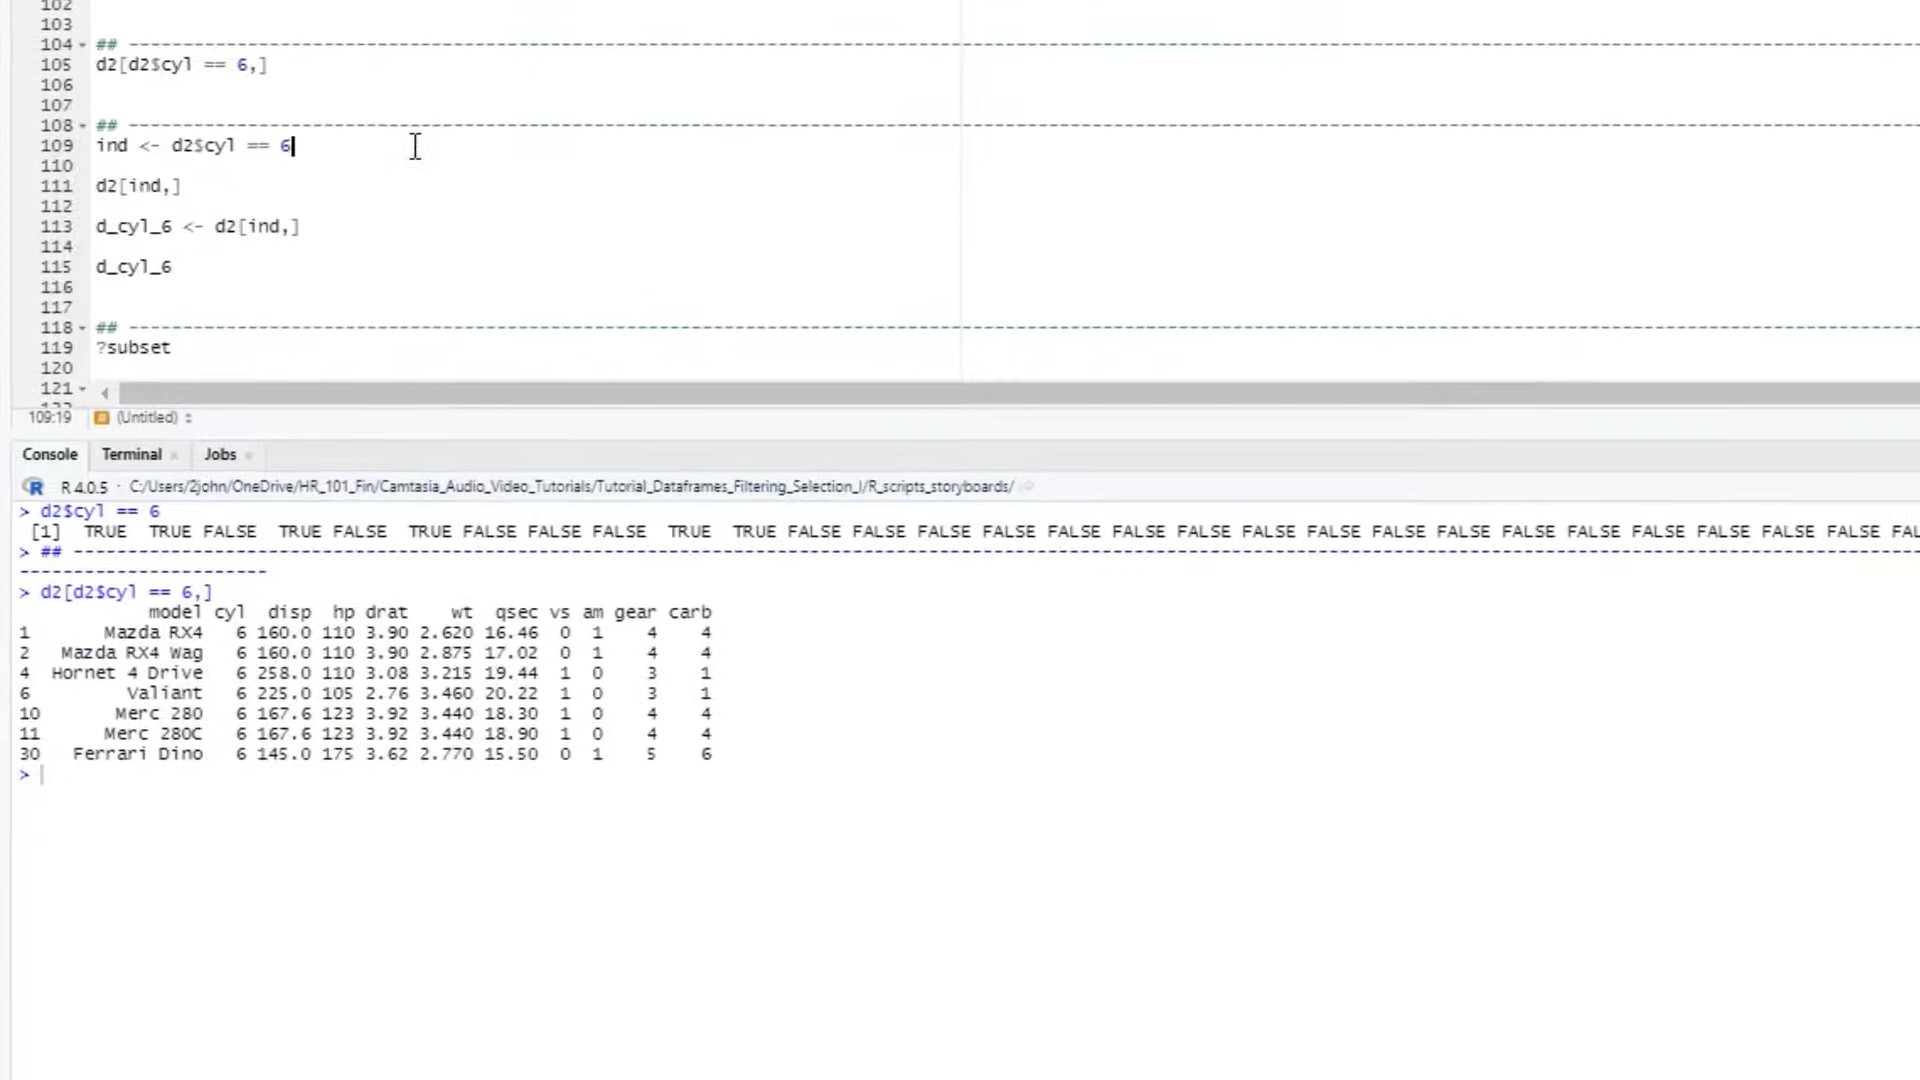 102
103
104 ## ----------------------------------------------------------------
105 d2[d2$cyl == 6,]
106
107
108 ## ----------------------------------------------------------------
109 ind <- d2$cyl == 6
110
111 d2[ind,]
112
113 d_cyl_6 <- d2[ind,]
114
115 d_cyl_6
116
117
118 ## ----------------------------------------------------------------
119 ?subset
120
121
109:19 (Untitled)
Console Terminal Jobs
R 4.0.5 · C:/Users/2john/OneDrive/HR_101_Fin/Camtasia_Audio_Video_Tutorials/Tutorial_Dataframes_Filtering_Selection_I/R_scripts_storyboards/
> d2$cyl == 6
[1] TRUE TRUE FALSE TRUE FALSE TRUE FALSE FALSE FALSE TRUE TRUE FALSE FALSE FALSE FALSE FALSE FALSE FALSE FALSE FALSE FALSE FALSE FALSE FALSE FALSE FALSE FALSE FALSE FAL
> ## ----------------------------------------------------------------
-----------------------
> d2[d2$cyl == 6,]
model cyl disp hp drat wt qsec vs am gear carb
1 Mazda RX4 6 160.0 110 3.90 2.620 16.46 0 1 4 4
2 Mazda RX4 Wag 6 160.0 110 3.90 2.875 17.02 0 1 4 4
4 Hornet 4 Drive 6 258.0 110 3.08 3.215 19.44 1 0 3 1
6 Valiant 6 225.0 105 2.76 3.460 20.22 1 0 3 1
10 Merc 280 6 167.6 123 3.92 3.440 18.30 1 0 4 4
11 Merc 280C 6 167.6 123 3.92 3.440 18.90 1 0 4 4
30 Ferrari Dino 6 145.0 175 3.62 2.770 15.50 0 1 5 6
>